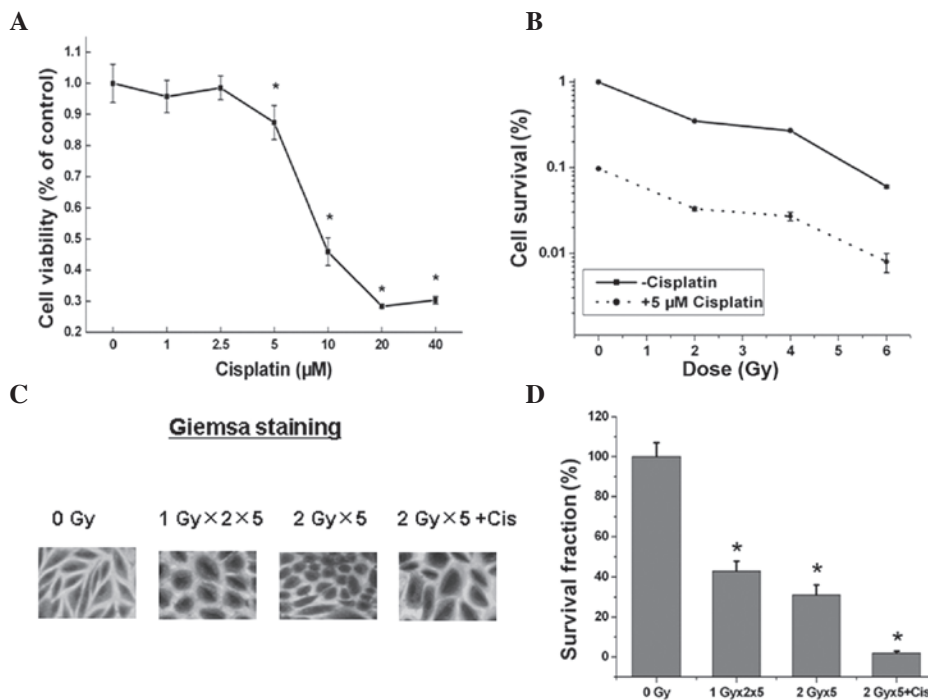 A
Cell viability (% of control)
1.1
1.0
0.9
0.8
0.7
0.6
0.5
0.4
0.3
0.2
* * * *
0 1 2.5 5 10 20 40
Cisplatin (µM)
B
Cell survival (%)
1
0.1
0.01
-Cisplatin
+5 µM Cisplatin
0 1 2 3 4 5 6
Dose (Gy)
C
Giemsa staining
0 Gy 1 Gy×2×5 2 Gy×5 2 Gy×5 +Cis
D
Survival fraction (%)
120
100
80
60
40
20
0
* * *
0 Gy 1 Gyx2x5 2 Gyx5 2 Gyx5+Cis